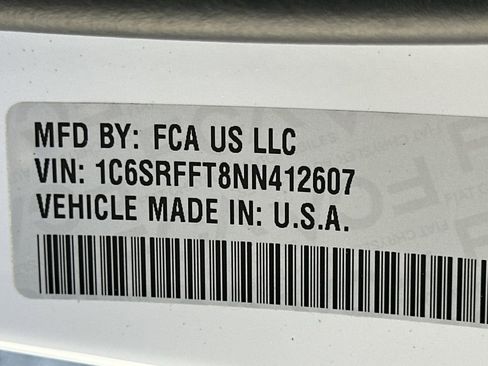 MFD BY: FCA US LLC
VIN: 1C6SRFFT8NN412607
VEHICLE MADE IN: U.S.A.